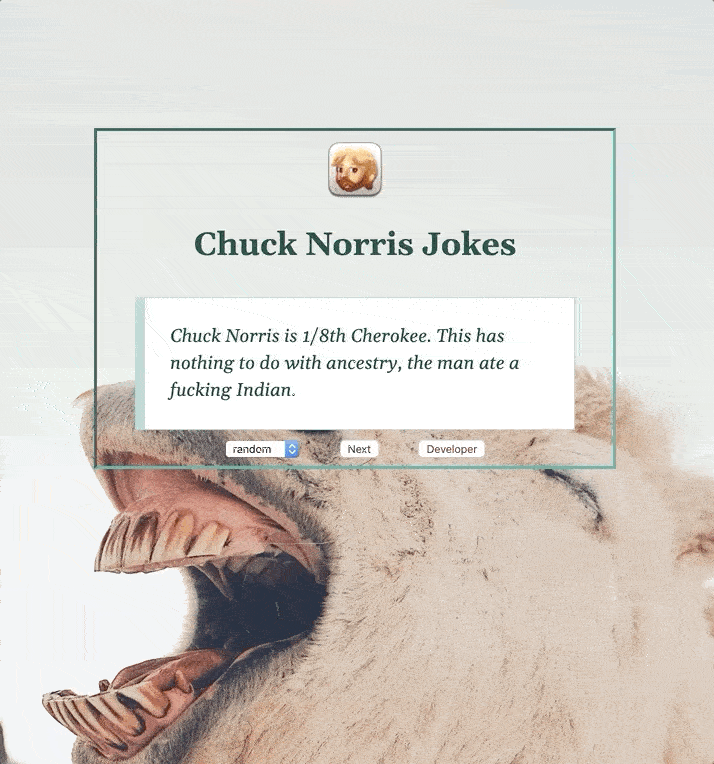 Chuck Norris Jokes
Chuck Norris is 1/8th Cherokee. This has
nothing to do with ancestry, the man ate a
fucking Indian.
random
Next
Developer